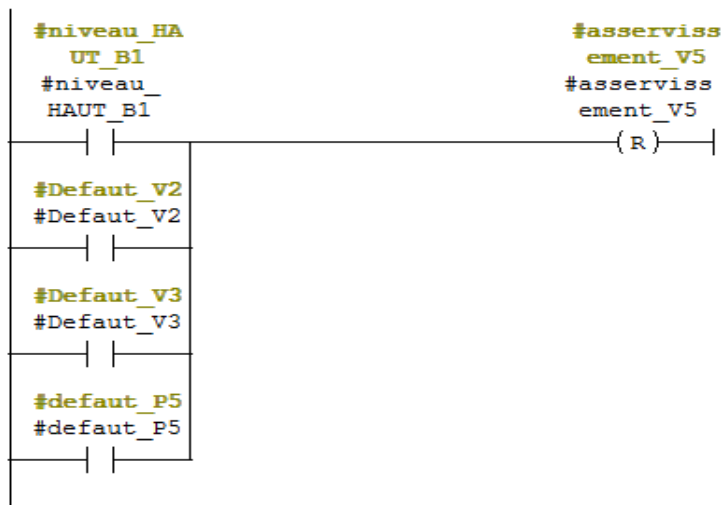 #niveau_HA
UT_B1
#niveau_
HAUT_B1
#asserviss
ement_V5
#asserviss
ement_V5
( R )
#Defaut_V2
#Defaut_V2
#Defaut_V3
#Defaut_V3
#defaut_P5
#defaut_P5